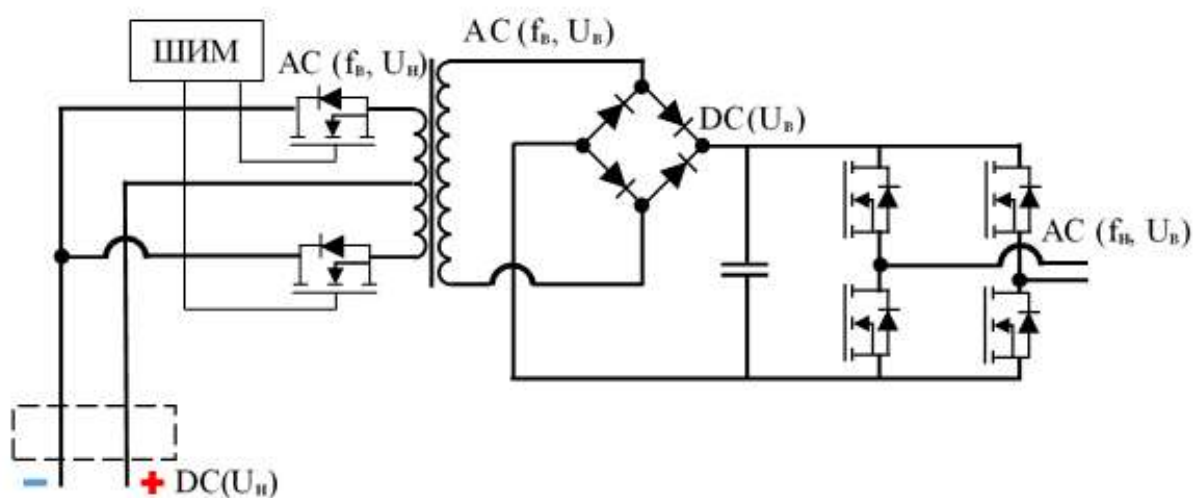 ШИМ
AC (fв, Uн)
AC (fв, Uв)
DC(Uв)
AC (fн, Uв)
– + DC(Uн)